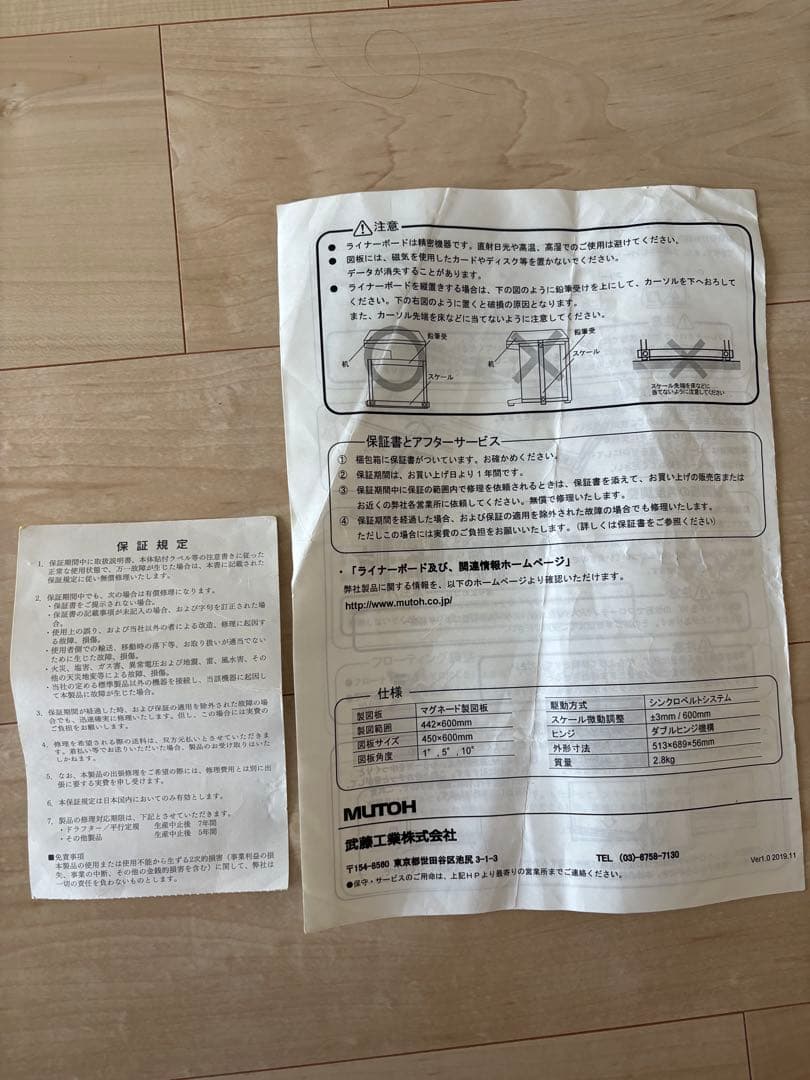 注意
● ライナーボードは精密機器です。直射日光や高温、高湿でのご使用は避けてください。
● 図板には、磁気を使用したカードやディスク等を置かないでください。
データが消失することがあります。
● ライナーボードを縦置きする場合は、下の図のように鉛筆受けを上にして、カーソルを下へおろして
ください。下の右図のように置くと破損の原因となります。
また、カーソル先端を床などに当てないように注意してください。
鉛筆受
机
スケール
鉛筆受
机
スケール
スケール先端を床などに
当てないように注意してください
保証書とアフターサービス
① 梱包箱に保証書がついています、お確かめください。
② 保証期間は、お買い上げ日より1年間です。
③ 保証期間中に保証の範囲内で修理を依頼されるときは、保証書を添えて、お買い上げの販売店または
お近くの弊社各営業所に依頼してください。無償で修理いたします。
④ 保証期間を経過した場合、および保証の適用を除外された故障の場合でも修理いたします。
ただしこの場合には実費のご負担をお願いいたします。(詳しくは保証書をご参照ください)
・「ライナーボード及び、関連情報ホームページ」
弊社製品に関する情報を、以下のホームページより確認いただけます。
http://www.mutoh.co.jp/
仕様
製図板 マグネード製図板
製図範囲 442×600mm
図板サイズ 450×600mm
図板角度 1°, 5°, 10°
駆動方式 シンクロベルトシステム
スケール微動調整 ±3mm / 600mm
ヒンジ ダブルヒンジ機構
外形寸法 513×689×56mm
質量 2.8kg
MUTOH
武藤工業株式会社
〒154-8560 東京都世田谷区池尻 3-1-3 TEL (03)-6758-7130
●保守・サービスのご用命は、上記HPより最寄りの営業所までご連絡ください。
Ver1.0 2019.11
保証規定
1. 保証期間中に取扱説明書、本体貼付ラベル等の注意書きに従った
正常な使用状態で、万一故障が生じた場合は、本書に記載された
保証規定に従い無償修理いたします。
2. 保証期間中でも、次の場合は有償修理になります。
・保証書をご提示されない場合。
・保証書の記載事項が未記入の場合、および字句を訂正された場
合。
・使用上の誤り、および当社以外の者による改造、修理に起因す
る故障、損傷。
・使用者側での輸送、移動時の落下等、お取り扱いが適当でない
ために生じた故障、損傷。
・火災、塩害、ガス害、異常電圧および地震、雷、風水害、その
他の天災地変等による故障、損傷。
・当社の定める標準製品以外の機器を接続し、当該機器に起因し
て本製品に故障が生じた場合。
3. 保証期間が経過した時、および保証の適用を除外された故障の場
合でも、迅速確実に修理いたします。但し、この場合には実費の
ご負担をお願いします。
4. 修理を希望される際の送料は、双方元払いとさせていただきま
す。着払い等でお送りいただいた場合、製品のお受け取りはいた
しかねます。
5. なお、本製品の出張修理をご希望の際には、修理費用とは別に出
張に要する実費を申し受けます。
6. 本保証規定は日本国内においてのみ有効とします。
7. 製品の修理対応期限は、下記とさせていただきます。
・ドラフター/平行定規 生産中止後 7年間
・その他製品 生産中止後 5年間
■免責事項
本製品の使用または使用不能から生ずる2次的損害(事業利益の損
失、事業の中断、その他の金銭的損害を含む)に関して、弊社は
一切の責任を負わないものとします。